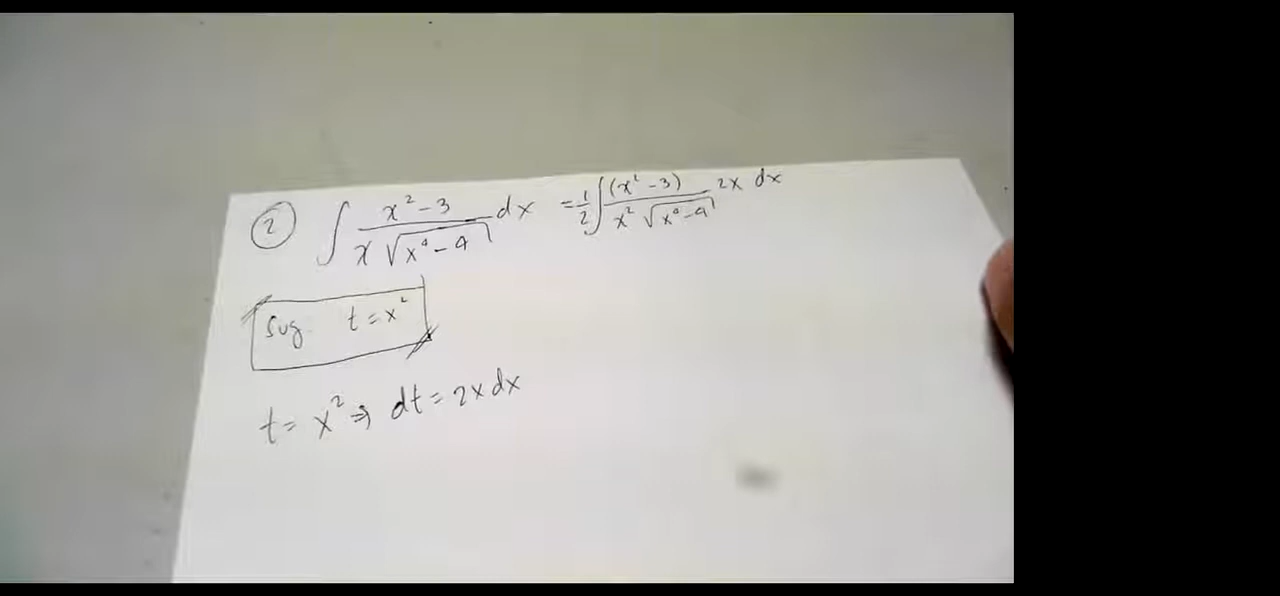 ② ∫ (x² - 3)/(x √(x⁴ - 4)) dx = 1/2 ∫ (x² - 3)/(x² √(x⁴ - 4)) 2x dx
Sug t = x²
t = x² ⇒ dt = 2x dx